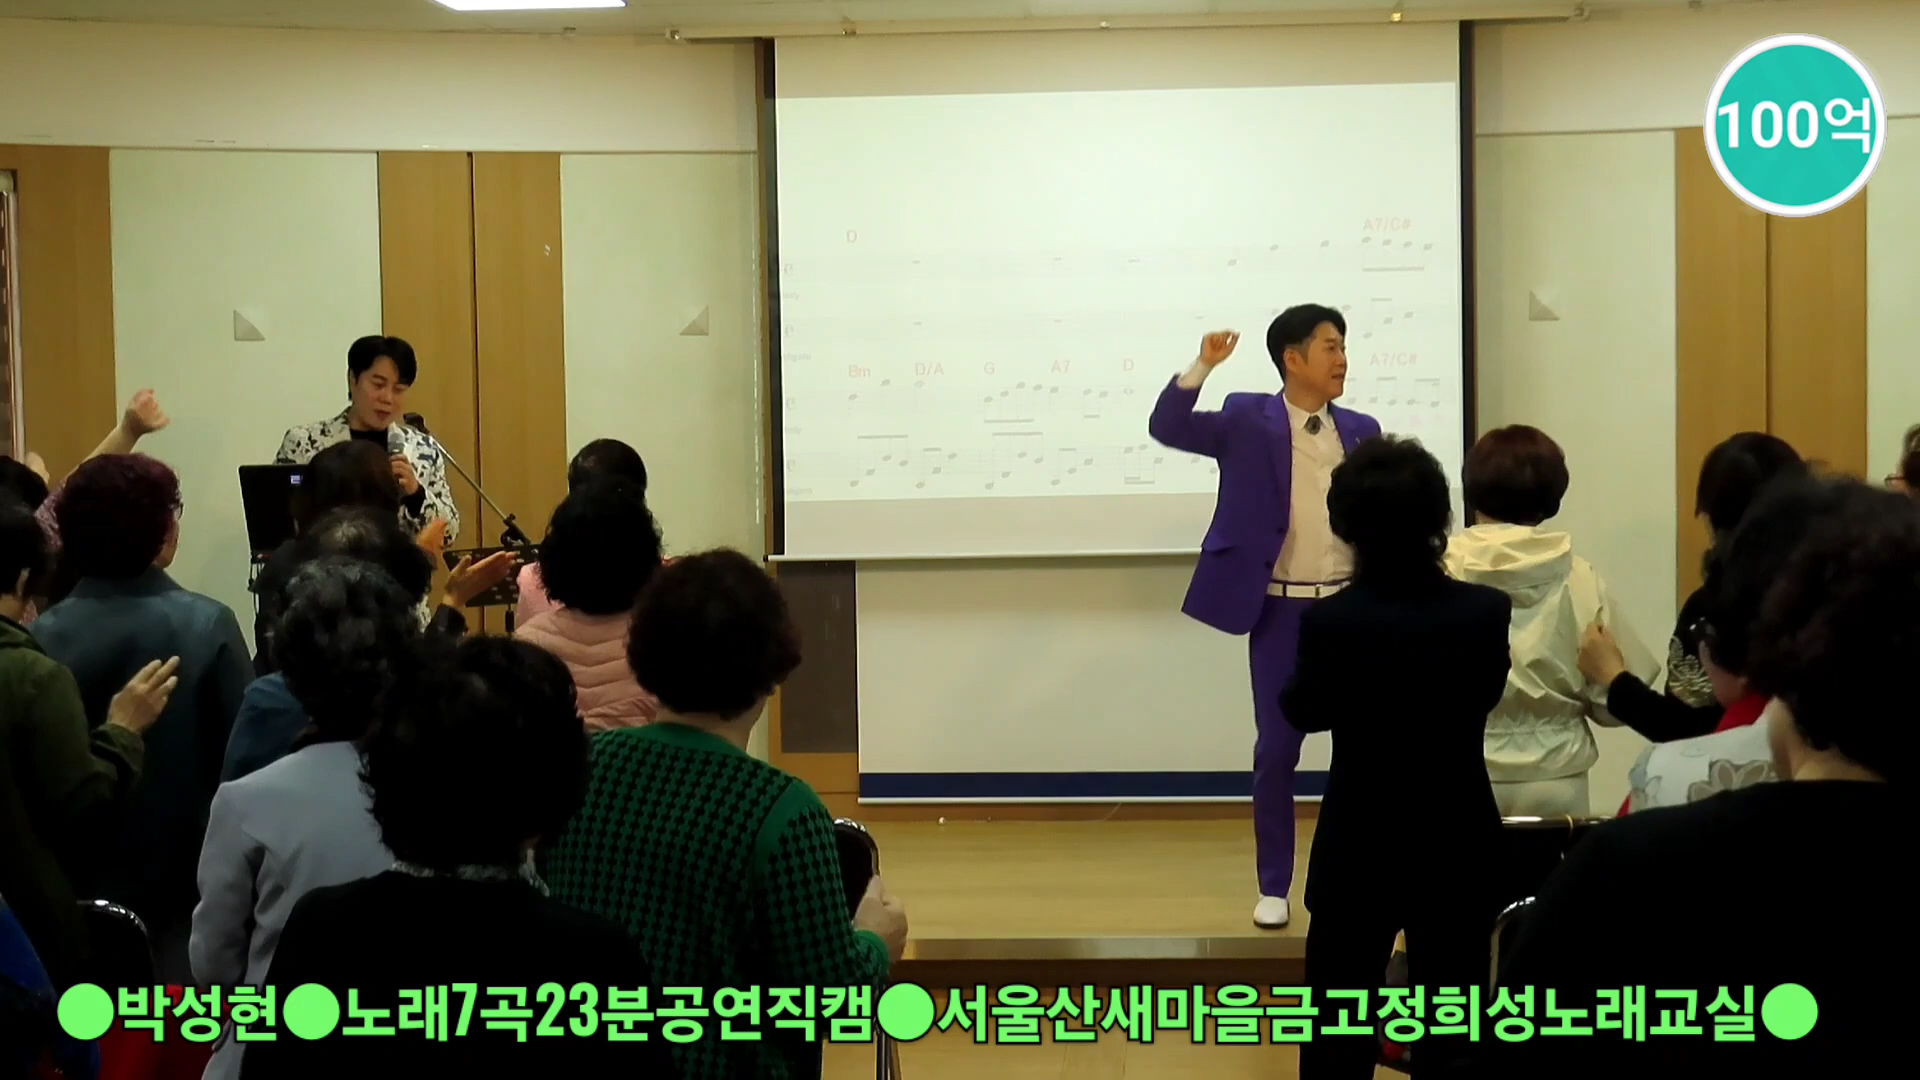 100억
D
A7/C#
Bm D/A G A7 D A7/C#
●박성현●노래7곡23분공연직캠●서울산새마을금고정희성노래교실●